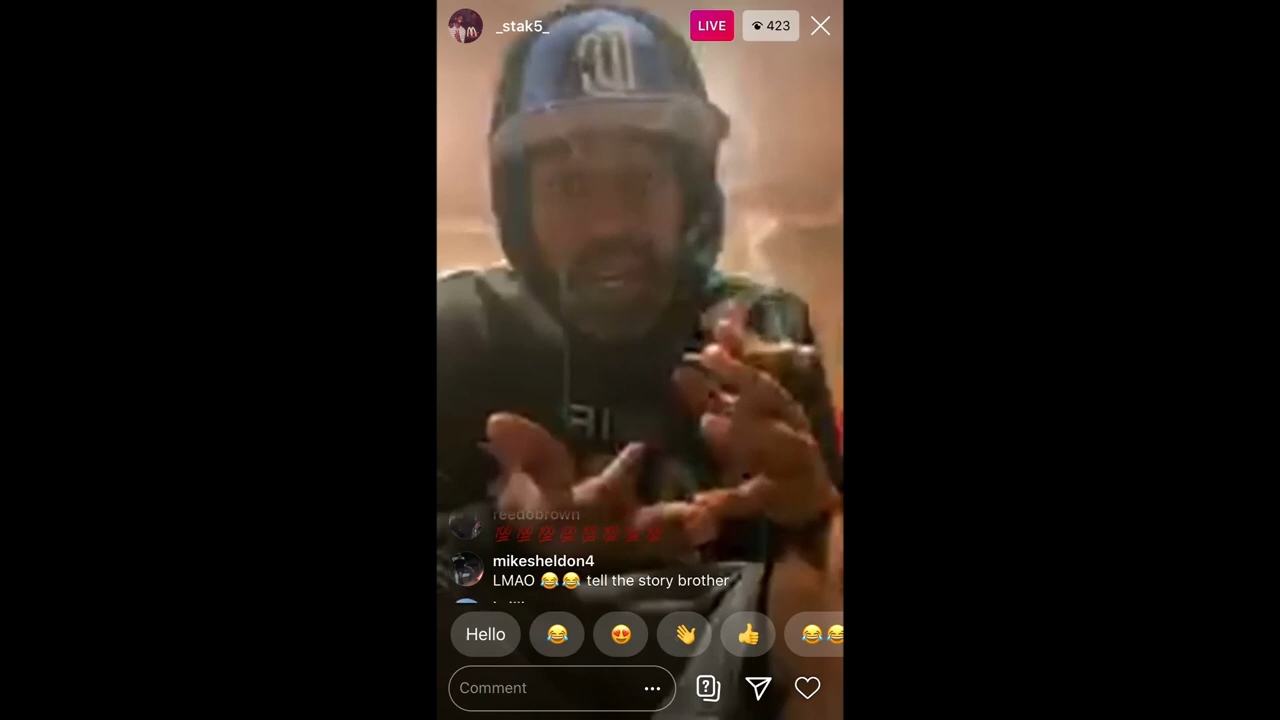 _stak5_
LIVE
423
reedobrown
💯💯💯💯💯💯💯💯
mikesheldon4
LMAO 😂😂 tell the story brother
Hello 😂 😍 👋 👍 😂😂
Comment